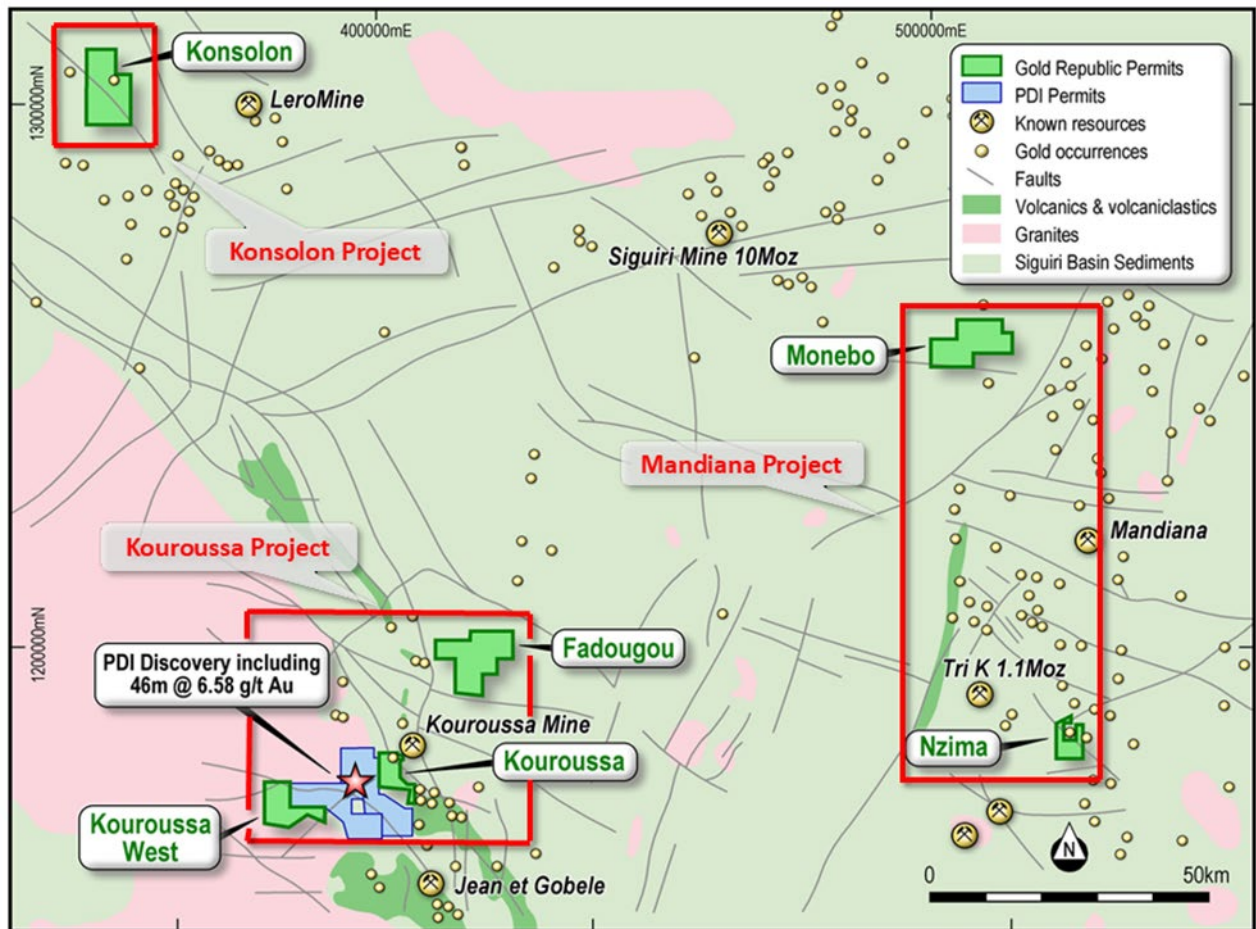 400000mE
500000mE
1300000mN
1200000mN
Konsolon
LeroMine
Konsolon Project
Siguiri Mine 10Moz
Gold Republic Permits
PDI Permits
Known resources
Gold occurrences
Faults
Volcanics & volcaniclastics
Granites
Siguiri Basin Sediments
Monebo
Mandiana Project
Mandiana
Kouroussa Project
PDI Discovery including
46m @ 6.58 g/t Au
Fadougou
Kouroussa Mine
Kouroussa
Tri K 1.1Moz
Nzima
Kouroussa
West
Jean et Gobele
N
0
50km